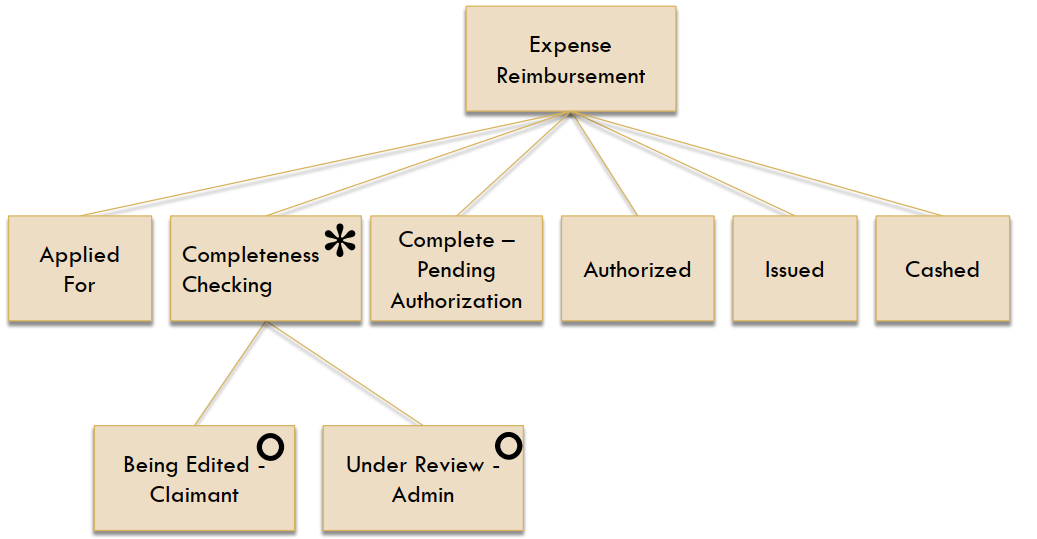 Expense
Reimbursement
Applied
For
Completeness
Checking
*
Complete –
Pending
Authorization
Authorized
Issued
Cashed
Being Edited -
Claimant
Under Review -
Admin